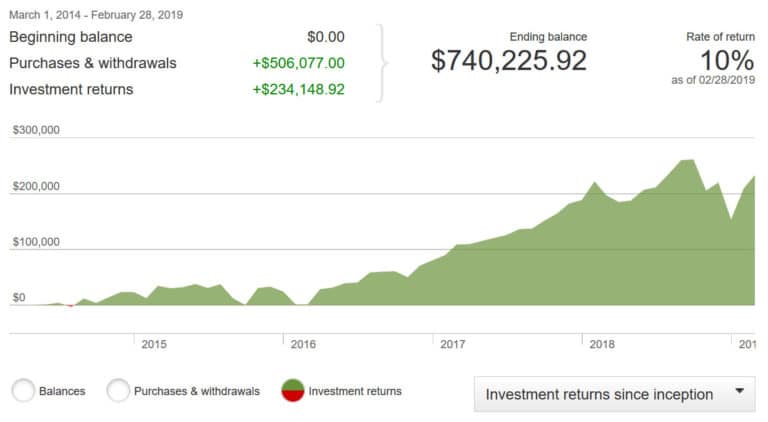 March 1, 2014 - February 28, 2019
Beginning balance $0.00
Purchases & withdrawals +$506,077.00
Investment returns +$234,148.92
Ending balance
$740,225.92
Rate of return
10%
as of 02/28/2019
$300,000
$200,000
$100,000
$0
2015 2016 2017 2018 201
Balances Purchases & withdrawals Investment returns
Investment returns since inception